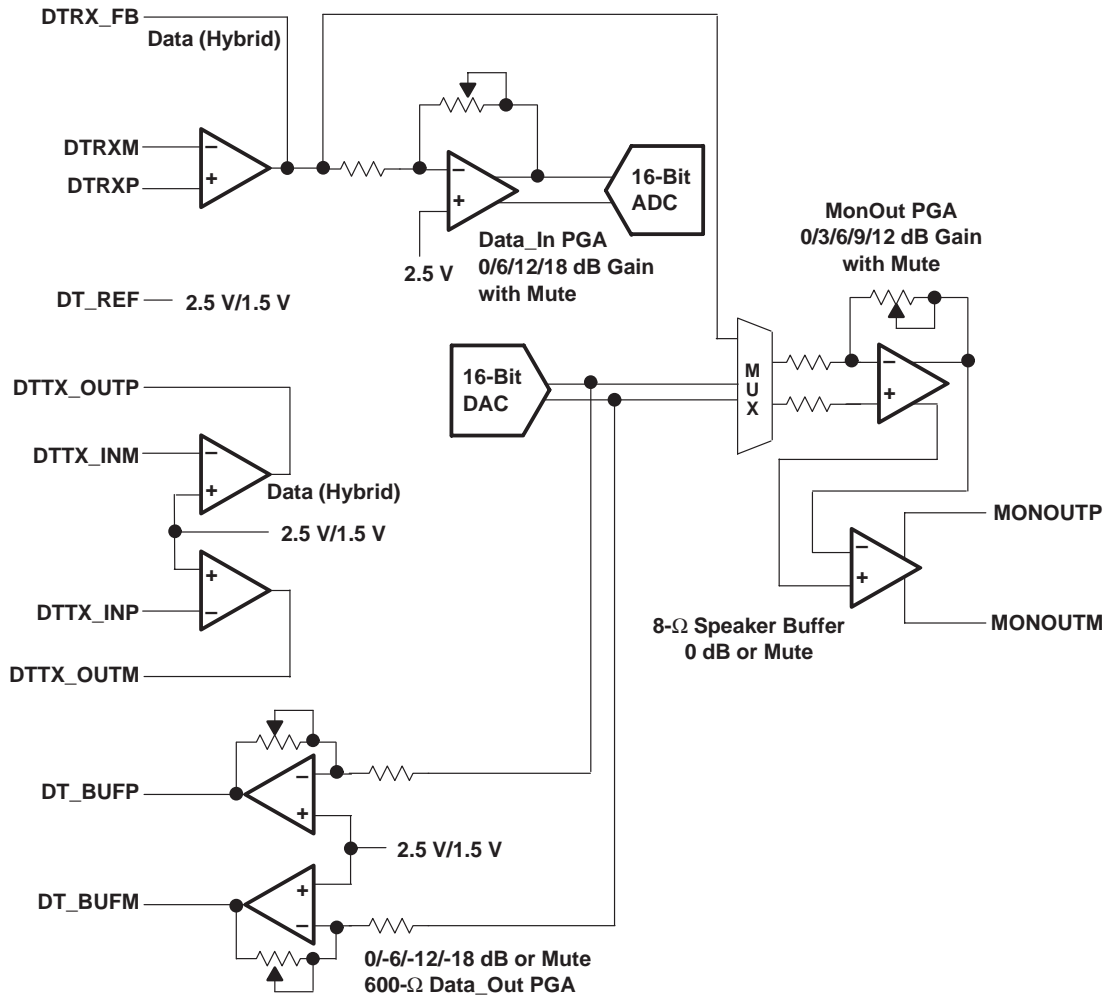 DTRX_FB
Data (Hybrid)
DTRXM
DTRXP
−
+
−
+
16-Bit
ADC
2.5 V
Data_In PGA
0/6/12/18 dB Gain
with Mute
MonOut PGA
0/3/6/9/12 dB Gain
with Mute
DT_REF
2.5 V/1.5 V
16-Bit
DAC
M
U
X
−
+
DTTX_OUTP
DTTX_INM
−
+
Data (Hybrid)
2.5 V/1.5 V
+
−
DTTX_INP
DTTX_OUTM
MONOUTP
−
+
MONOUTM
8-Ω Speaker Buffer
0 dB or Mute
DT_BUFP
−
+
2.5 V/1.5 V
DT_BUFM
+
−
0/-6/-12/-18 dB or Mute
600-Ω Data_Out PGA